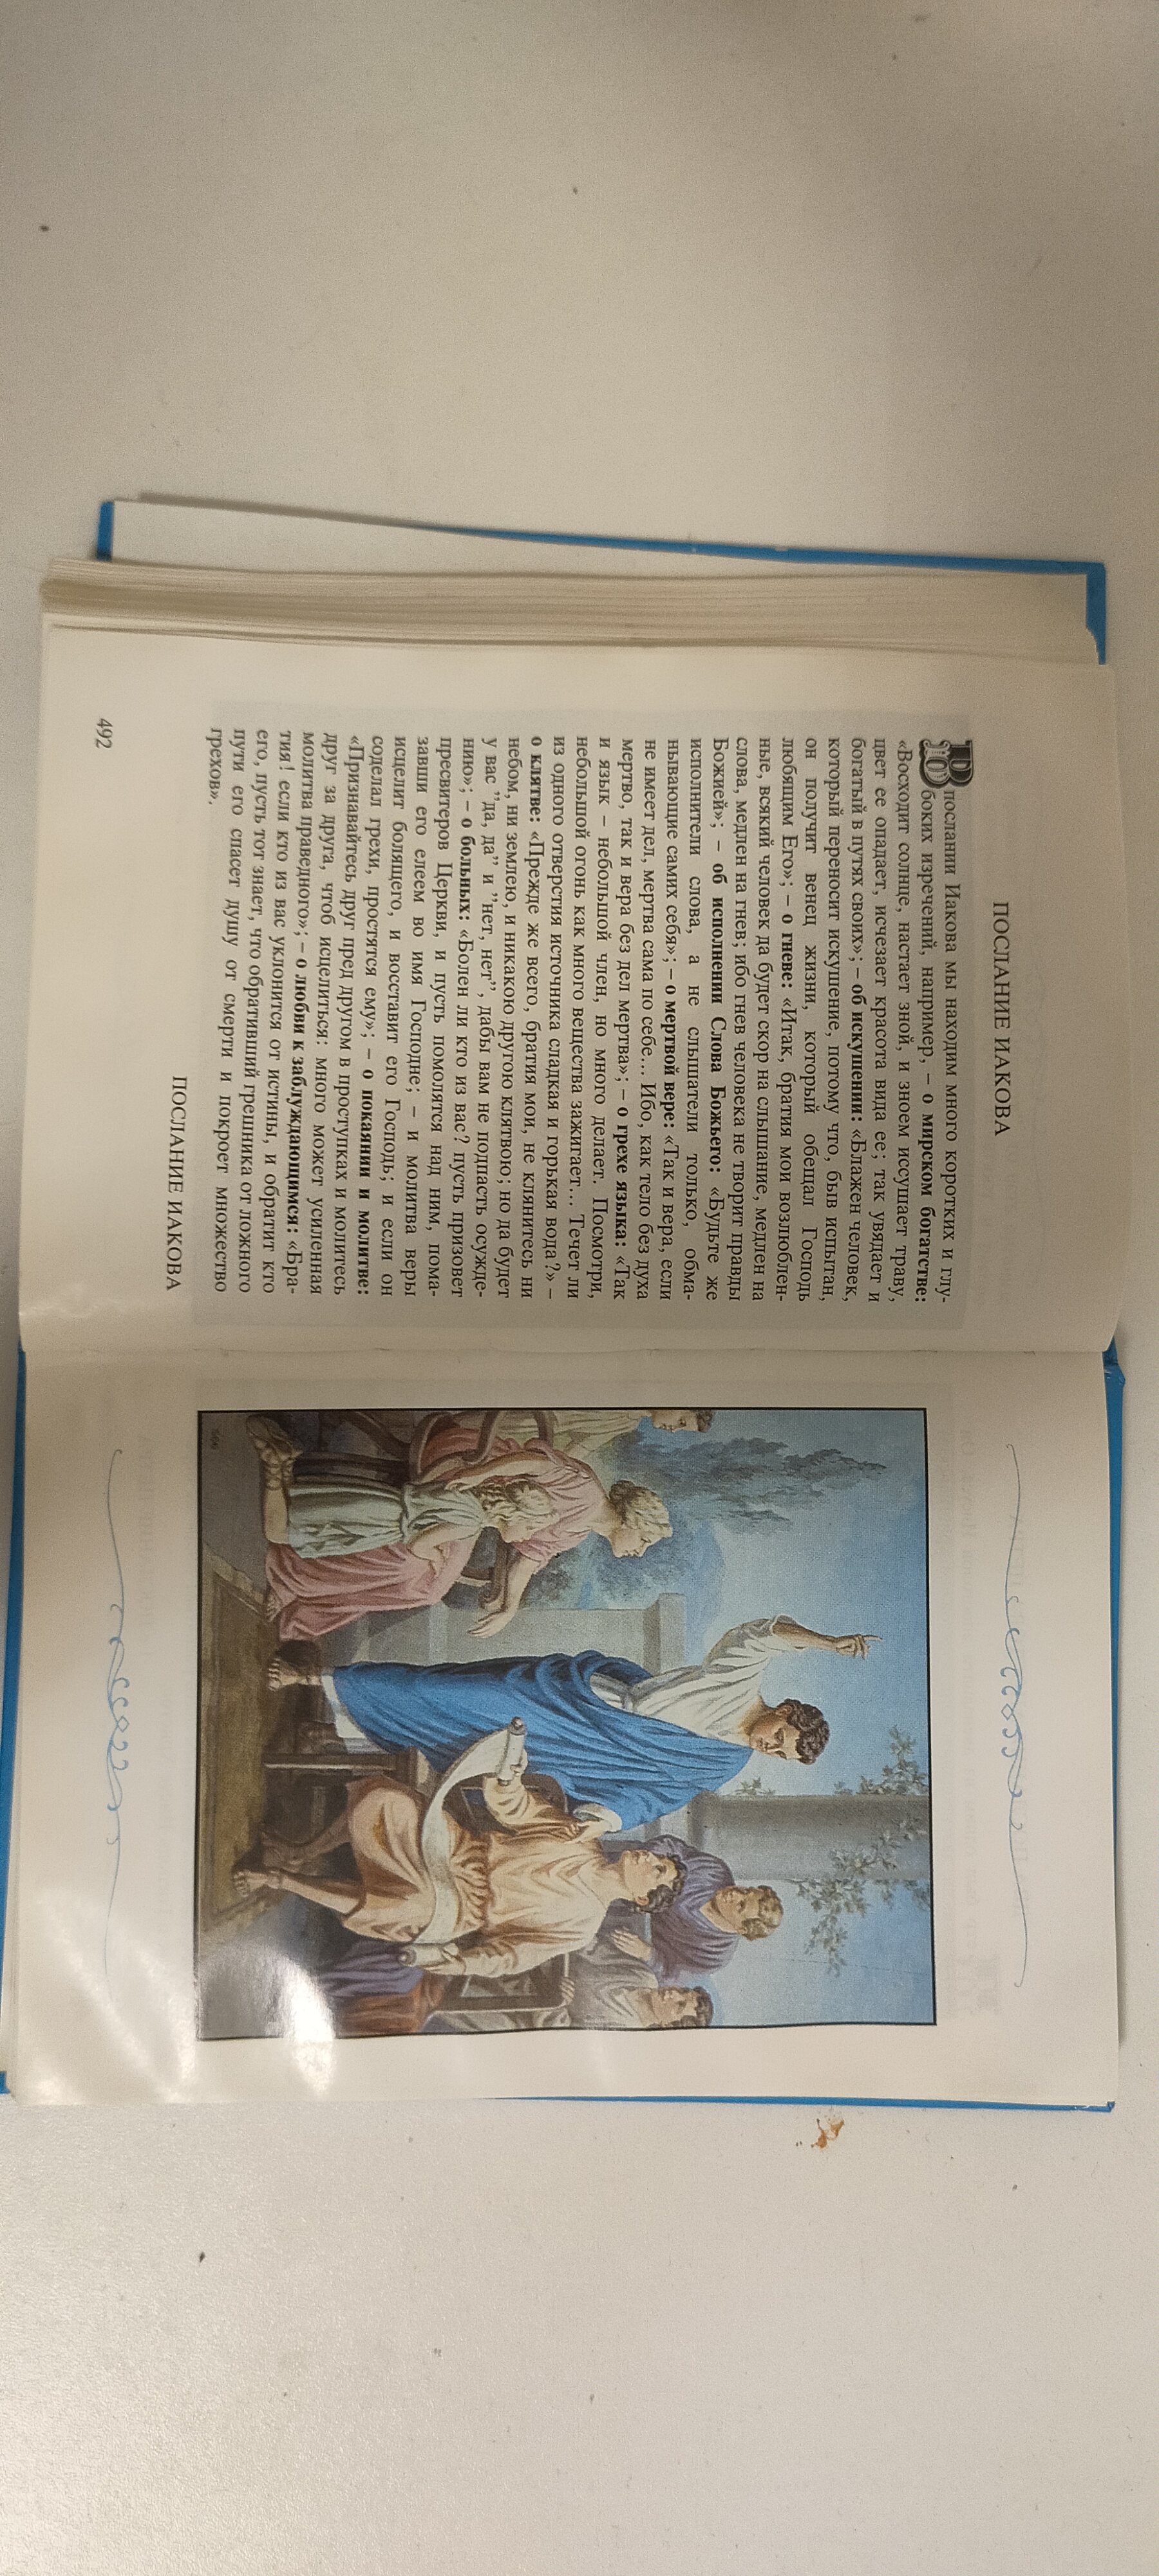 ПОСЛАНИЕ ИАКОВА
В послании Иакова мы находим много коротких и глу-
боких изречений, например, – о мирском богатстве:
«Восходит солнце, настает зной, и зноем иссушает траву,
цвет ее опадает, исчезает красота вида ее; так увядает и
богатый в путях своих»; – об искушении: «Блажен человек,
который переносит искушение, потому что, быв испытан,
он получит венец жизни, который обещал Господь
любящим Его»; – о гневе: «Итак, братия мои возлюблен-
ные, всякий человек да будет скор на слышание, медлен на
слова, медлен на гнев; ибо гнев человека не творит правды
Божией»; – об исполнении Слова Божьего: «Будьте же
исполнители слова, а не слышатели только, обма-
нывающие самих себя»; – о мертвой вере: «Так и вера, если
не имеет дел, мертва сама по себе... Ибо, как тело без духа
мертво, так и вера без дел мертва»; – о грехе языка: «Так
и язык – небольшой член, но много делает. Посмотри,
небольшой огонь как много вещества зажигает... Течет ли
из одного отверстия источника сладкая и горькая вода?» –
о клятве: «Прежде же всего, братия мои, не клянитесь ни
небом, ни землею, и никакою другою клятвою; но да будет
у вас ”да, да” и ”нет, нет”, дабы вам не подпасть осужде-
нию»; – о больных: «Болен ли кто из вас? пусть призовет
пресвитеров Церкви, и пусть помолятся над ним, пома-
завши его елеем во имя Господне; – и молитва веры
исцелит болящего, и восставит его Господь; и если он
соделал грехи, простятся ему»; – о покаянии и молитве:
«Признавайтесь друг пред другом в проступках и молитесь
друг за друга, чтоб исцелиться: много может усиленная
молитва праведного»; – о любви к заблуждающимся: «Бра-
тия! если кто из вас уклонится от истины, и обратит кто
его, пусть тот знает, что обративший грешника от ложного
пути его спасет душу от смерти и покроет множество
грехов».
ПОСЛАНИЕ ИАКОВА
492